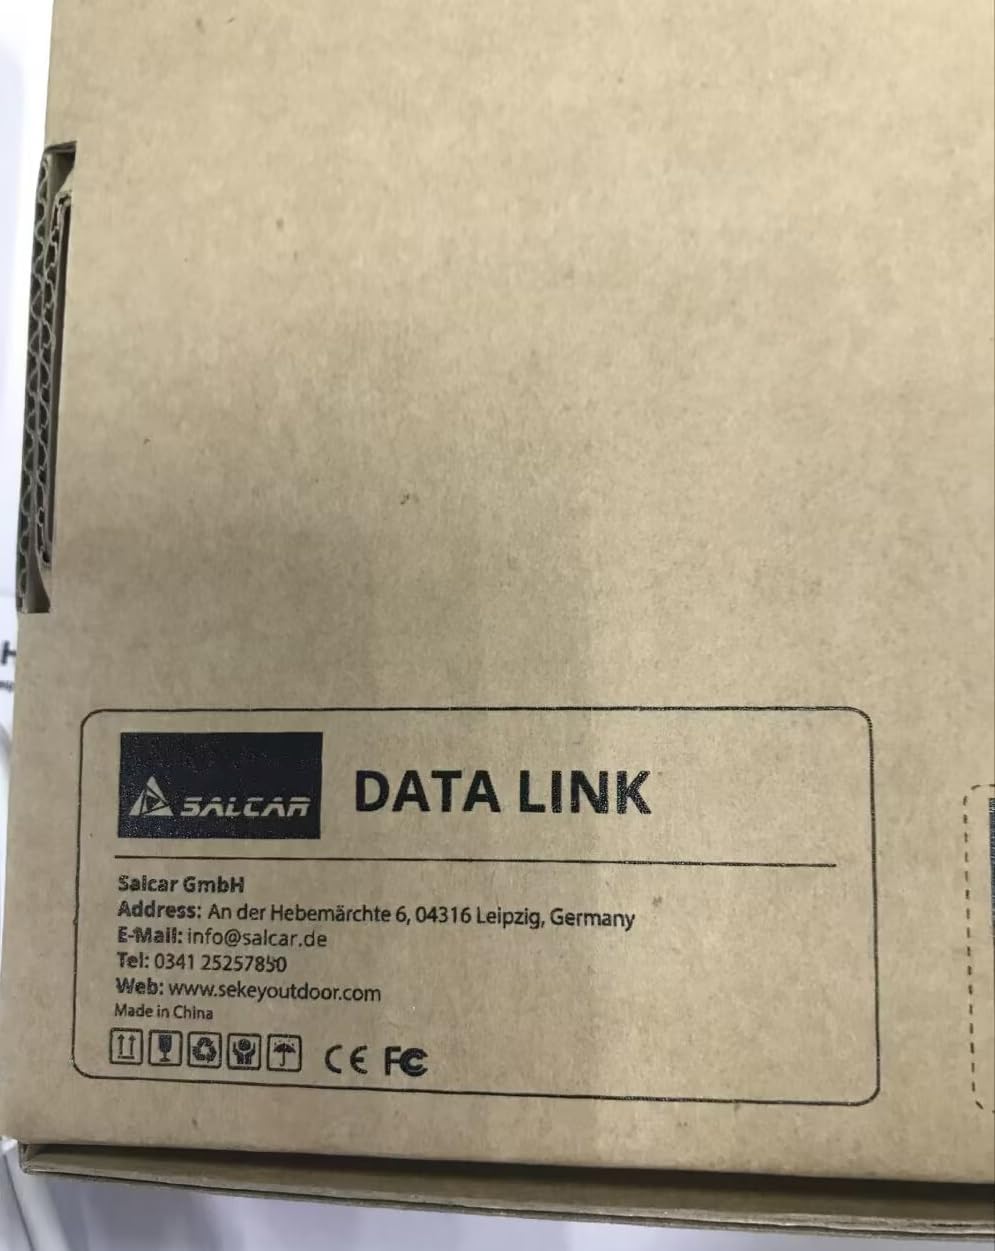 SALCAR
DATA LINK
Salcar GmbH
Address: An der Hebemärchte 6, 04316 Leipzig, Germany
E-Mail: info@salcar.de
Tel: 0341 25257850
Web: www.sekeyoutdoor.com
Made in China
CE FC